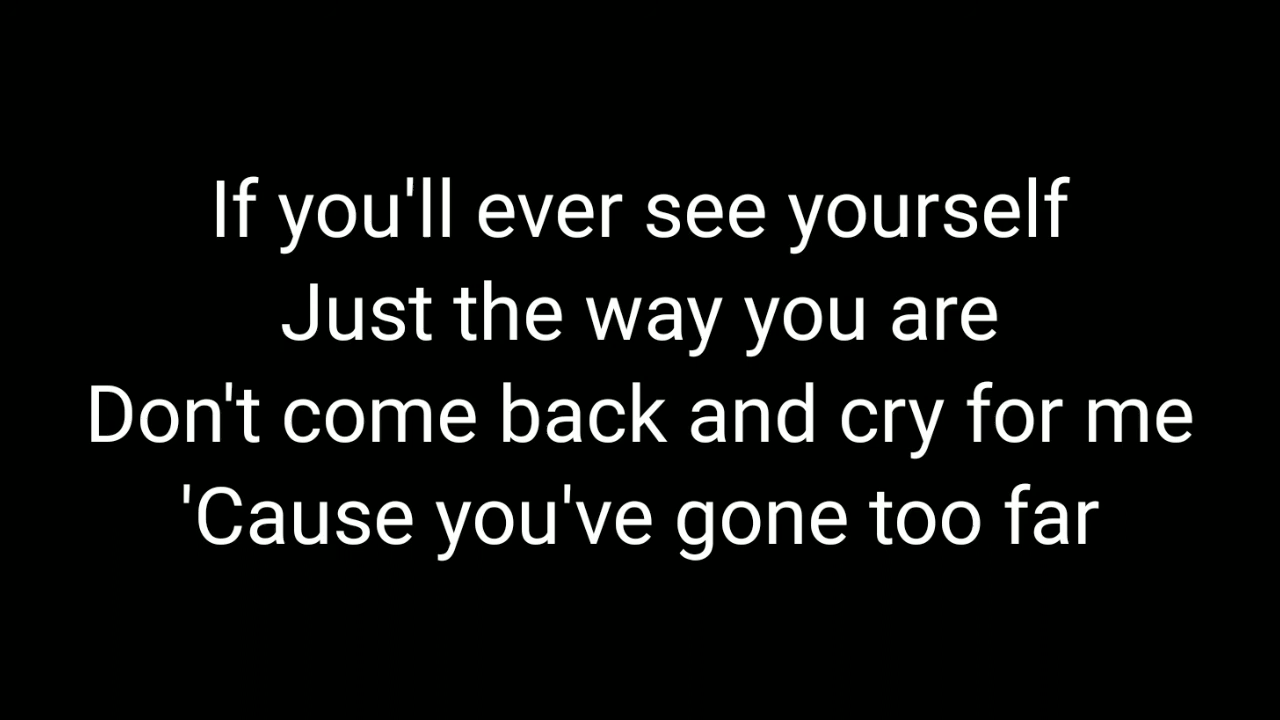 If you'll ever see yourself
Just the way you are
Don't come back and cry for me
'Cause you've gone too far